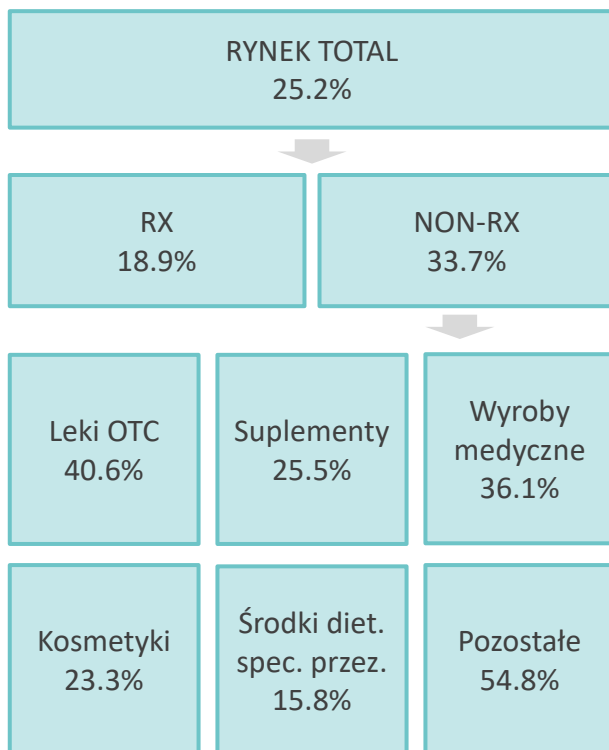 RYNEK TOTAL
25.2%
RX
18.9%
NON-RX
33.7%
Leki OTC
40.6%
Suplementy
25.5%
Wyroby
medyczne
36.1%
Kosmetyki
23.3%
Środki diet.
spec. przez.
15.8%
Pozostałe
54.8%